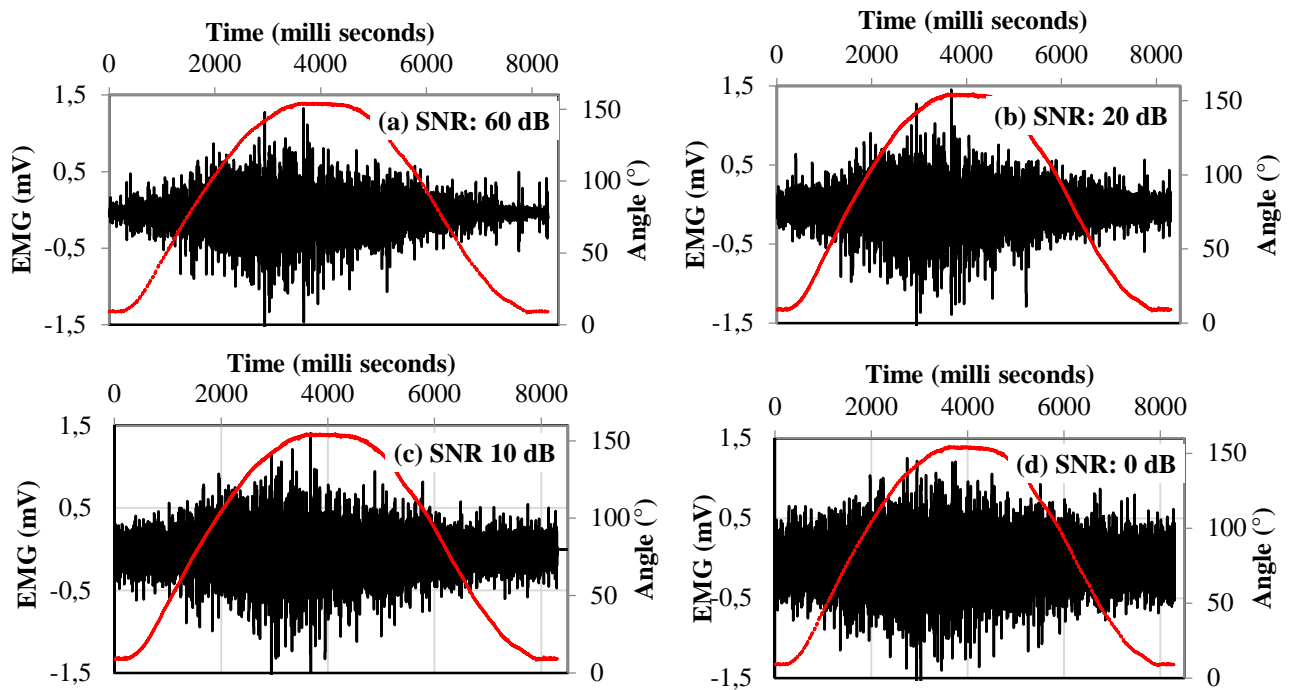 Time (milli seconds)
0 2000 4000 6000 8000
1,5
0,5
-0,5
-1,5
EMG (mV)
(a) SNR: 60 dB
150
100
50
0
Angle (°)
Time (milli seconds)
0 2000 4000 6000 8000
1,5
0,5
-0,5
-1,5
EMG (mV)
(b) SNR: 20 dB
150
100
50
0
Angle (°)
Time (milli seconds)
0 2000 4000 6000 8000
1,5
0,5
-0,5
-1,5
EMG (mV)
(c) SNR 10 dB
150
100
50
0
Angle (°)
Time (milli seconds)
0 2000 4000 6000 8000
1,5
0,5
-0,5
-1,5
EMG (mV)
(d) SNR: 0 dB
150
100
50
0
Angle (°)